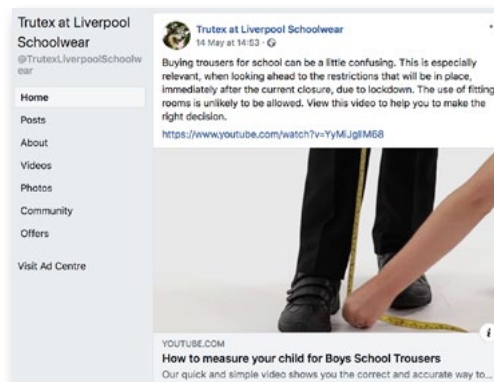 Trutex at Liverpool
Schoolwear
@TrutexLiverpoolSchoolw
ear
Home
Posts
About
Videos
Photos
Community
Offers
Visit Ad Centre
Trutex at Liverpool Schoolwear
14 May at 14:53 ·
Buying trousers for school can be a little confusing. This is especially
relevant, when looking ahead to the restrictions that will be in place,
immediately after the current closure, due to lockdown. The use of fitting
rooms is unlikely to be allowed. View this video to help you to make the
right decision.
https://www.youtube.com/watch?v=YyMiJglIM68
YOUTUBE.COM
How to measure your child for Boys School Trousers
Our quick and simple video shows you the correct and accurate way to...